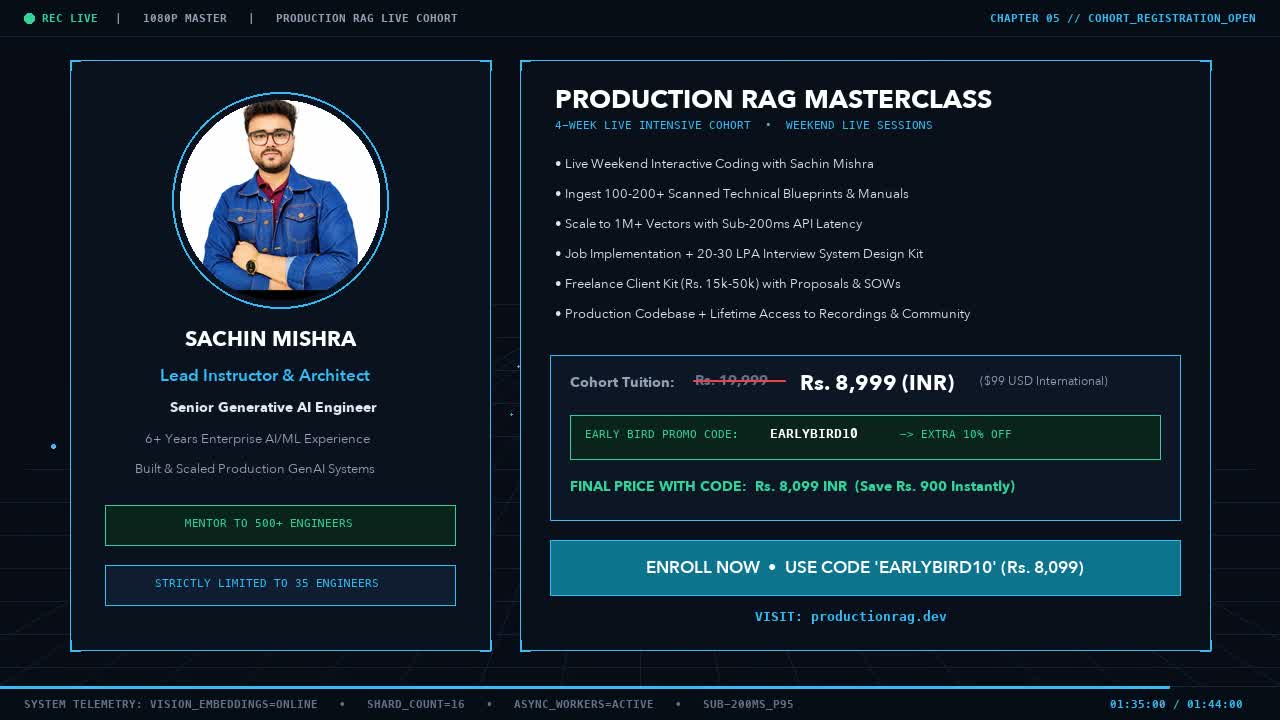 REC LIVE | 1080P MASTER | PRODUCTION RAG LIVE COHORT
CHAPTER 05 // COHORT_REGISTRATION_OPEN
SACHIN MISHRA
Lead Instructor & Architect
Senior Generative AI Engineer
6+ Years Enterprise AI/ML Experience
Built & Scaled Production GenAI Systems
MENTOR TO 500+ ENGINEERS
STRICTLY LIMITED TO 35 ENGINEERS
PRODUCTION RAG MASTERCLASS
4-WEEK LIVE INTENSIVE COHORT • WEEKEND LIVE SESSIONS
• Live Weekend Interactive Coding with Sachin Mishra
• Ingest 100-200+ Scanned Technical Blueprints & Manuals
• Scale to 1M+ Vectors with Sub-200ms API Latency
• Job Implementation + 20-30 LPA Interview System Design Kit
• Freelance Client Kit (Rs. 15k-50k) with Proposals & SOWs
• Production Codebase + Lifetime Access to Recordings & Community
Cohort Tuition: Rs. 19,999 Rs. 8,999 (INR) ($99 USD International)
EARLY BIRD PROMO CODE: EARLYBIRD10 -> EXTRA 10% OFF
FINAL PRICE WITH CODE: Rs. 8,099 INR (Save Rs. 900 Instantly)
ENROLL NOW • USE CODE 'EARLYBIRD10' (Rs. 8,099)
VISIT: productionrag.dev
SYSTEM TELEMETRY: VISION_EMBEDDINGS=ONLINE • SHARD_COUNT=16 • ASYNC_WORKERS=ACTIVE • SUB-200MS_P95
01:35:00 / 01:44:00